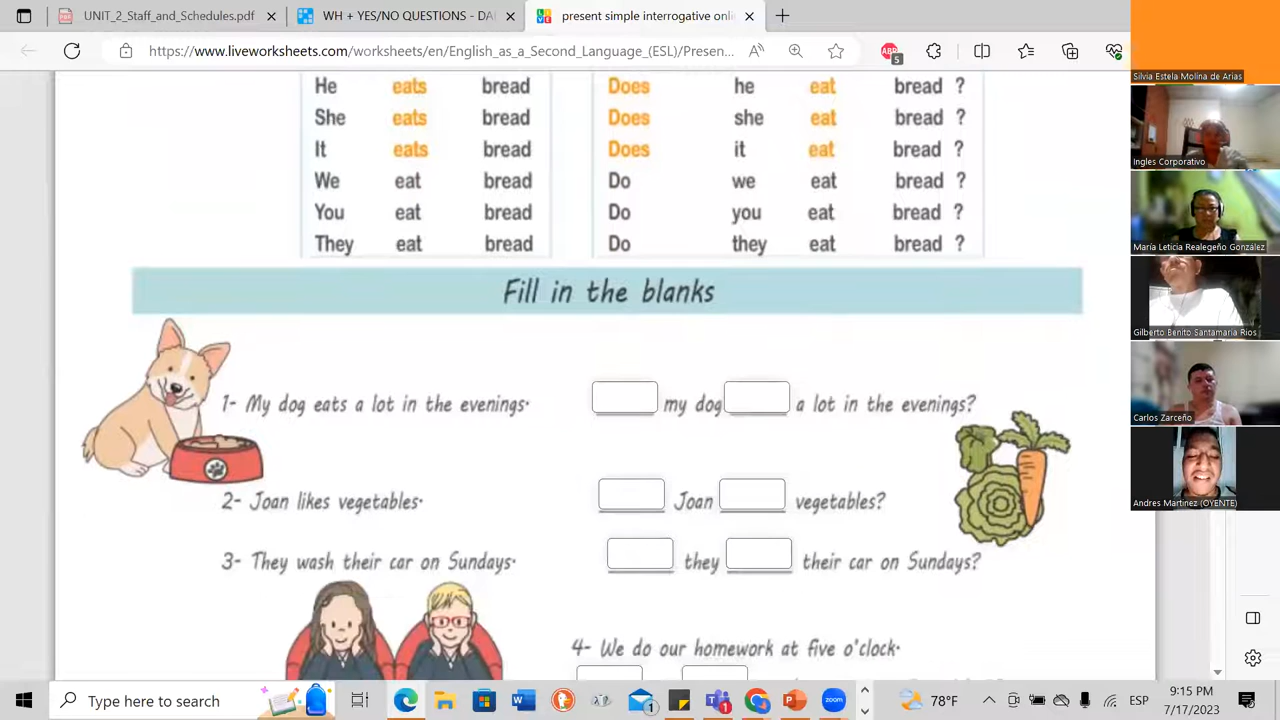 UNIT_2_Staff_and_Schedules.pdf
WH + YES/NO QUESTIONS - DA
present simple interrogative onli
https://www.liveworksheets.com/worksheets/en/English_as_a_Second_Language_(ESL)/Presen...
ABP
5
He eats bread
Does he eat bread ?
She eats bread
Does she eat bread ?
It eats bread
Does it eat bread ?
We eat bread
Do we eat bread ?
You eat bread
Do you eat bread ?
They eat bread
Do they eat bread ?
Fill in the blanks
1- My dog eats a lot in the evenings.
my dog a lot in the evenings?
2- Joan likes vegetables.
Joan vegetables?
3- They wash their car on Sundays.
they their car on Sundays?
4- We do our homework at five o'clock.
Silvia Estela Molina de Arias
Ingles Corporativo
María Leticia Realegeño González
Gilberto Benito Santamaria Rios
Carlos Zarceño
Andres Martinez (OYENTE)
Type here to search
1
1
zoom
78°F
ESP
9:15 PM
7/17/2023